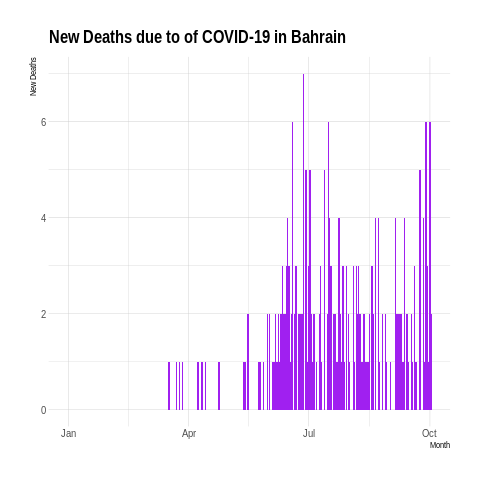 New Deaths due to of COVID-19 in Bahrain
New Deaths
6
4
2
0
Jan Apr Jul Oct
Month